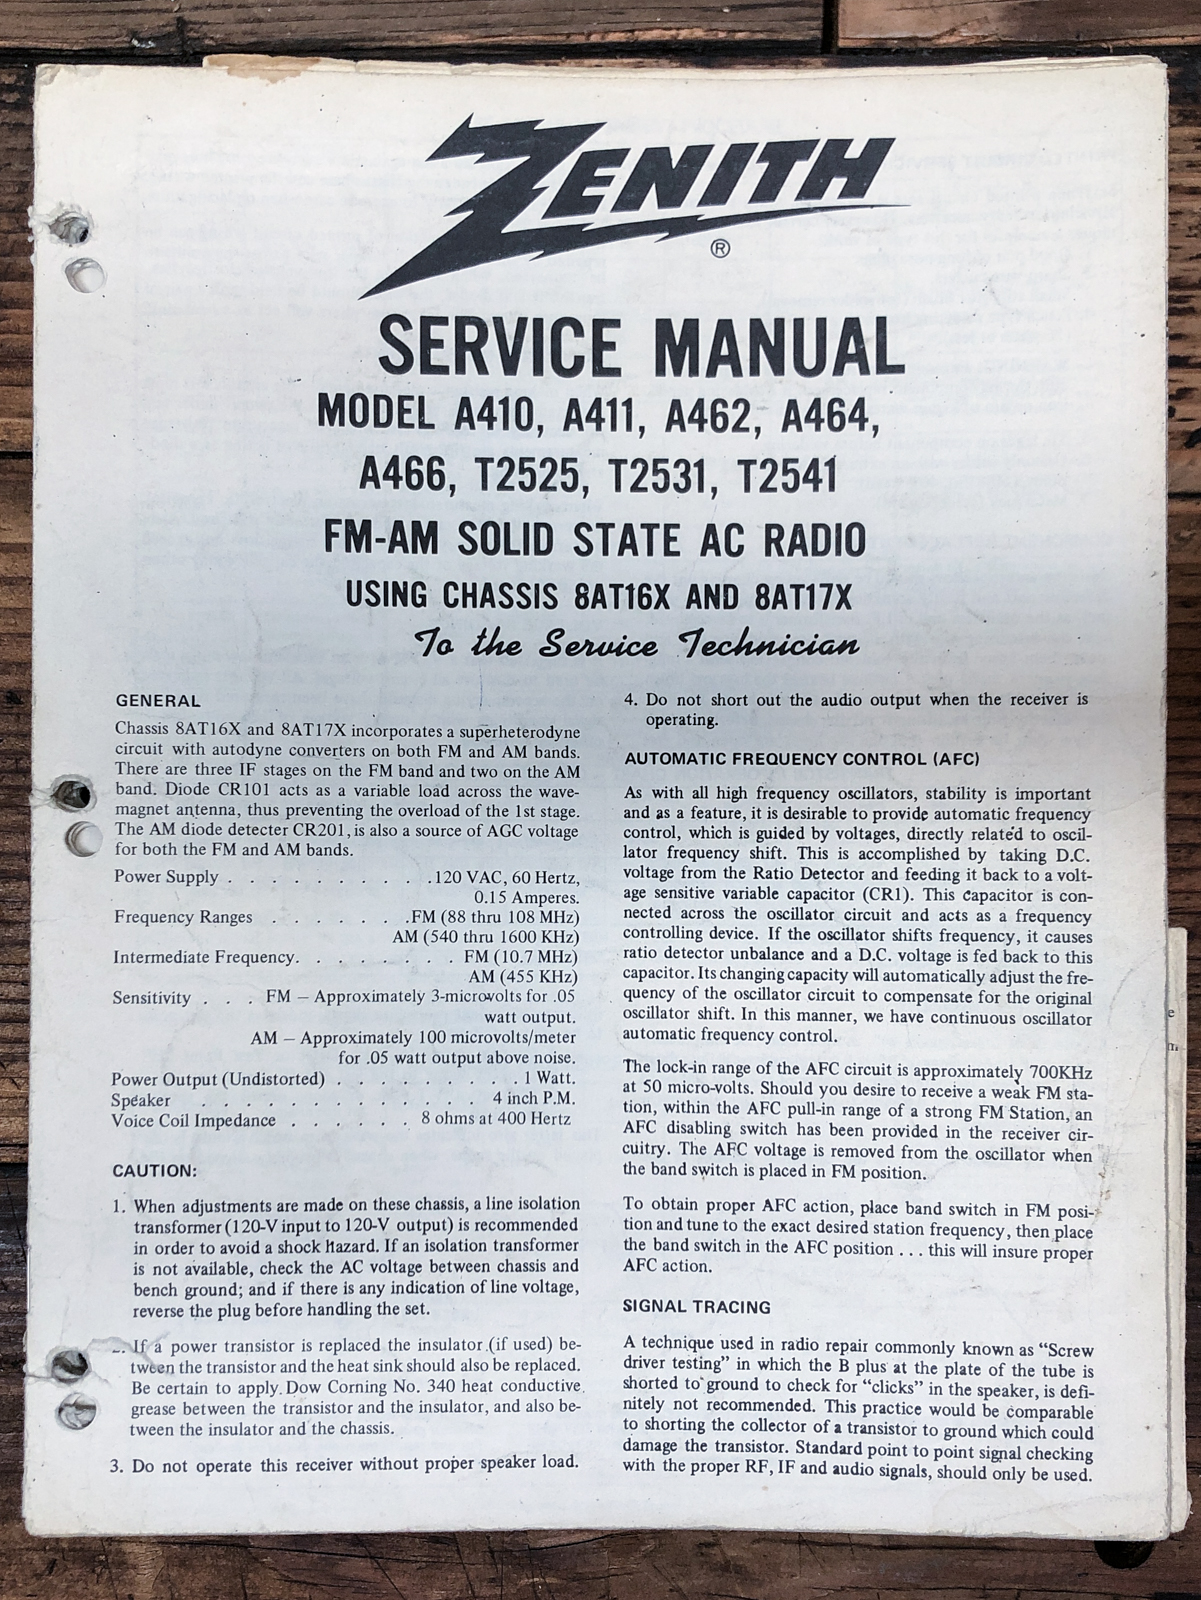 ZENITH
®
SERVICE MANUAL
MODEL A410, A411, A462, A464,
A466, T2525, T2531, T2541
FM-AM SOLID STATE AC RADIO
USING CHASSIS 8AT16X AND 8AT17X
To the Service Technician
GENERAL
Chassis 8AT16X and 8AT17X incorporates a superheterodyne
circuit with autodyne converters on both FM and AM bands.
There are three IF stages on the FM band and two on the AM
band. Diode CR101 acts as a variable load across the wave-
magnet antenna, thus preventing the overload of the 1st stage.
The AM diode detecter CR201, is also a source of AGC voltage
for both the FM and AM bands.
Power Supply . . . . . . . . . . .120 VAC, 60 Hertz,
0.15 Amperes.
Frequency Ranges . . . . . . .FM (88 thru 108 MHz)
AM (540 thru 1600 KHz)
Intermediate Frequency. . . . . . . . FM (10.7 MHz)
AM (455 KHz)
Sensitivity . . . FM – Approximately 3-microvolts for .05
watt output.
AM – Approximately 100 microvolts/meter
for .05 watt output above noise.
Power Output (Undistorted) . . . . . . . . . . 1 Watt.
Speaker . . . . . . . . . . . . . . 4 inch P.M.
Voice Coil Impedance . . . . . . 8 ohms at 400 Hertz
CAUTION:
1. When adjustments are made on these chassis, a line isolation
transformer (120-V input to 120-V output) is recommended
in order to avoid a shock hazard. If an isolation transformer
is not available, check the AC voltage between chassis and
bench ground; and if there is any indication of line voltage,
reverse the plug before handling the set.
2. If a power transistor is replaced the insulator (if used) be-
tween the transistor and the heat sink should also be replaced.
Be certain to apply Dow Corning No. 340 heat conductive
grease between the transistor and the insulator, and also be-
tween the insulator and the chassis.
3. Do not operate this receiver without proper speaker load.
4. Do not short out the audio output when the receiver is
operating.
AUTOMATIC FREQUENCY CONTROL (AFC)
As with all high frequency oscillators, stability is important
and as a feature, it is desirable to provide automatic frequency
control, which is guided by voltages, directly related to oscil-
lator frequency shift. This is accomplished by taking D.C.
voltage from the Ratio Detector and feeding it back to a volt-
age sensitive variable capacitor (CR1). This capacitor is con-
nected across the oscillator circuit and acts as a frequency
controlling device. If the oscillator shifts frequency, it causes
ratio detector unbalance and a D.C. voltage is fed back to this
capacitor. Its changing capacity will automatically adjust the fre-
quency of the oscillator circuit to compensate for the original
oscillator shift. In this manner, we have continuous oscillator
automatic frequency control.
The lock-in range of the AFC circuit is approximately 700KHz
at 50 micro-volts. Should you desire to receive a weak FM sta-
tion, within the AFC pull-in range of a strong FM Station, an
AFC disabling switch has been provided in the receiver cir-
cuitry. The AFC voltage is removed from the oscillator when
the band switch is placed in FM position.
To obtain proper AFC action, place band switch in FM posi-
tion and tune to the exact desired station frequency, then place
the band switch in the AFC position . . . this will insure proper
AFC action.
SIGNAL TRACING
A technique used in radio repair commonly known as “Screw
driver testing” in which the B plus at the plate of the tube is
shorted to ground to check for “clicks” in the speaker, is defi-
nitely not recommended. This practice would be comparable
to shorting the collector of a transistor to ground which could
damage the transistor. Standard point to point signal checking
with the proper RF, IF and audio signals, should only be used.